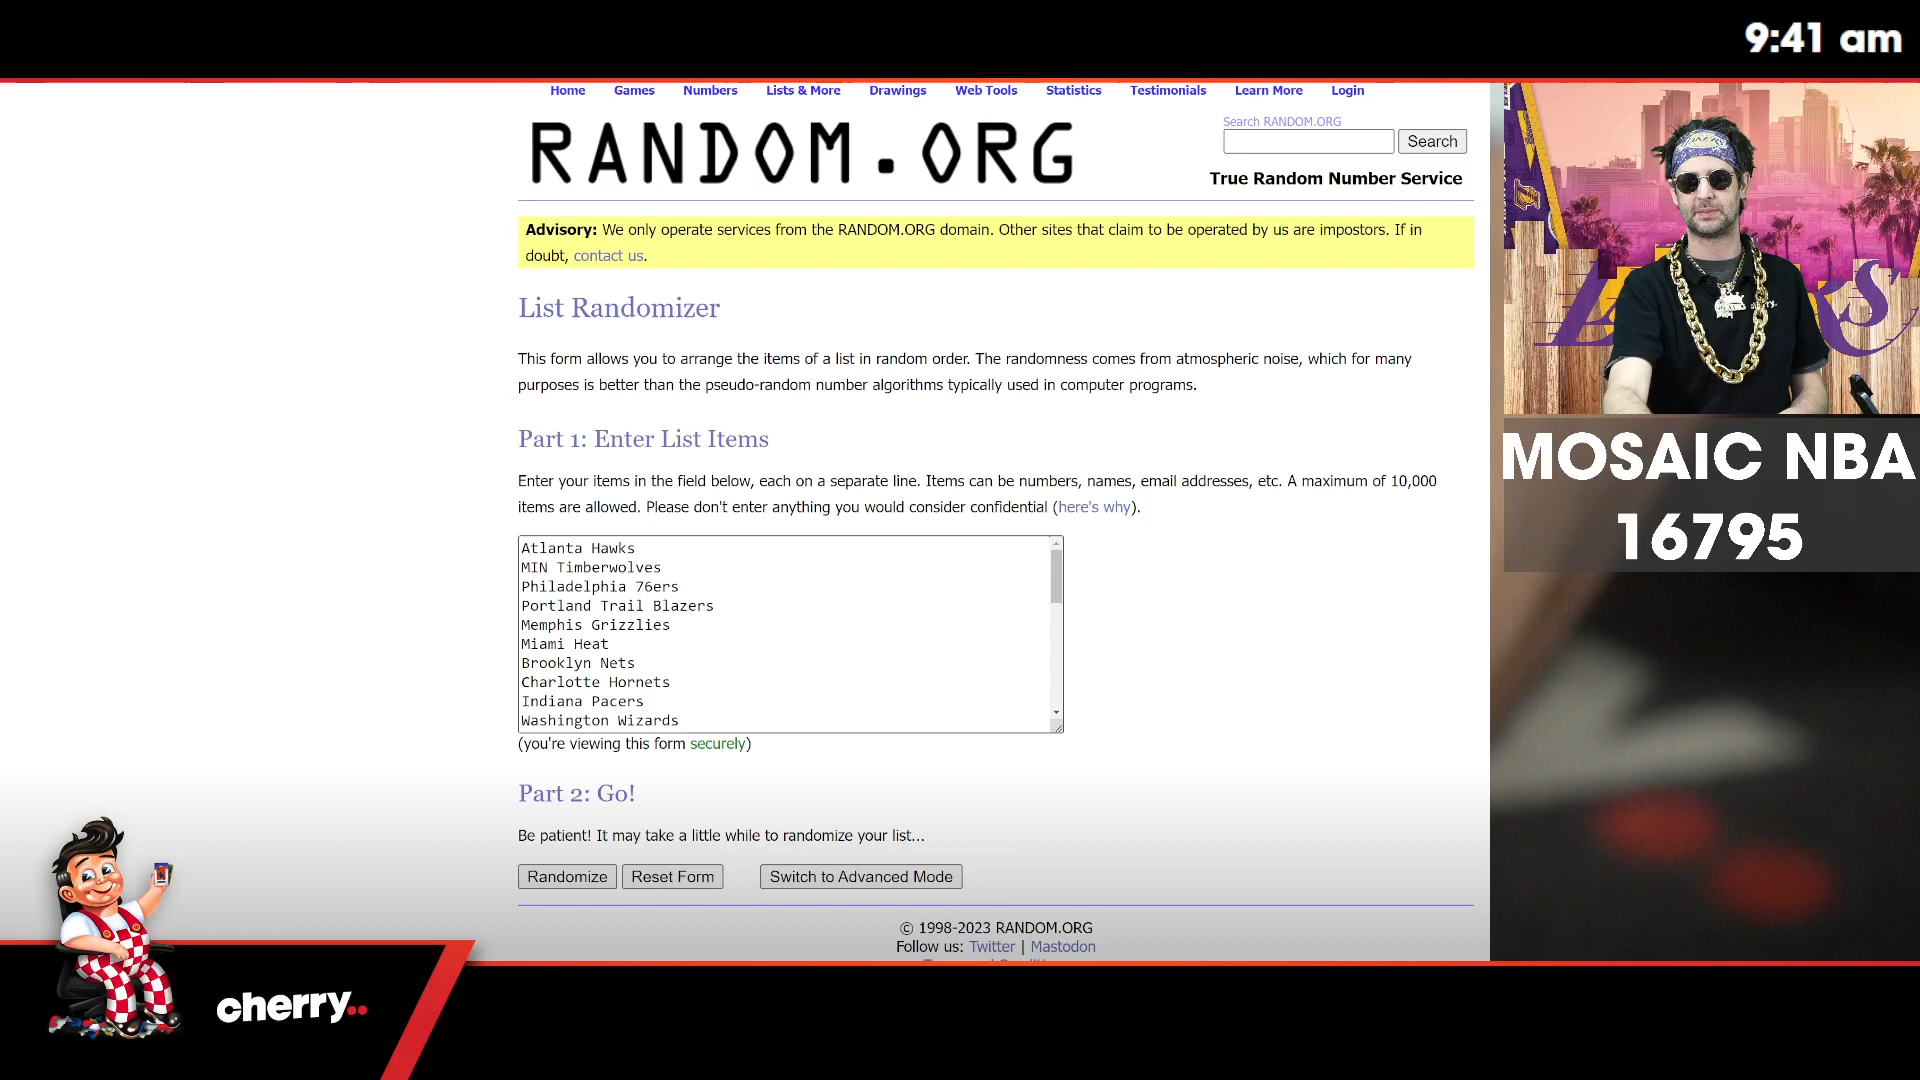 9:41 am
Home Games Numbers Lists & More Drawings Web Tools Statistics Testimonials Learn More Login
RANDOM.ORG
Search RANDOM.ORG
Search
True Random Number Service
Advisory: We only operate services from the RANDOM.ORG domain. Other sites that claim to be operated by us are impostors. If in
doubt, contact us.
List Randomizer
This form allows you to arrange the items of a list in random order. The randomness comes from atmospheric noise, which for many
purposes is better than the pseudo-random number algorithms typically used in computer programs.
Part 1: Enter List Items
Enter your items in the field below, each on a separate line. Items can be numbers, names, email addresses, etc. A maximum of 10,000
items are allowed. Please don't enter anything you would consider confidential (here's why).
Atlanta Hawks
MIN Timberwolves
Philadelphia 76ers
Portland Trail Blazers
Memphis Grizzlies
Miami Heat
Brooklyn Nets
Charlotte Hornets
Indiana Pacers
Washington Wizards
(you're viewing this form securely)
Part 2: Go!
Be patient! It may take a little while to randomize your list...
Randomize Reset Form Switch to Advanced Mode
© 1998-2023 RANDOM.ORG
Follow us: Twitter | Mastodon
MOSAIC NBA
16795
cherry..